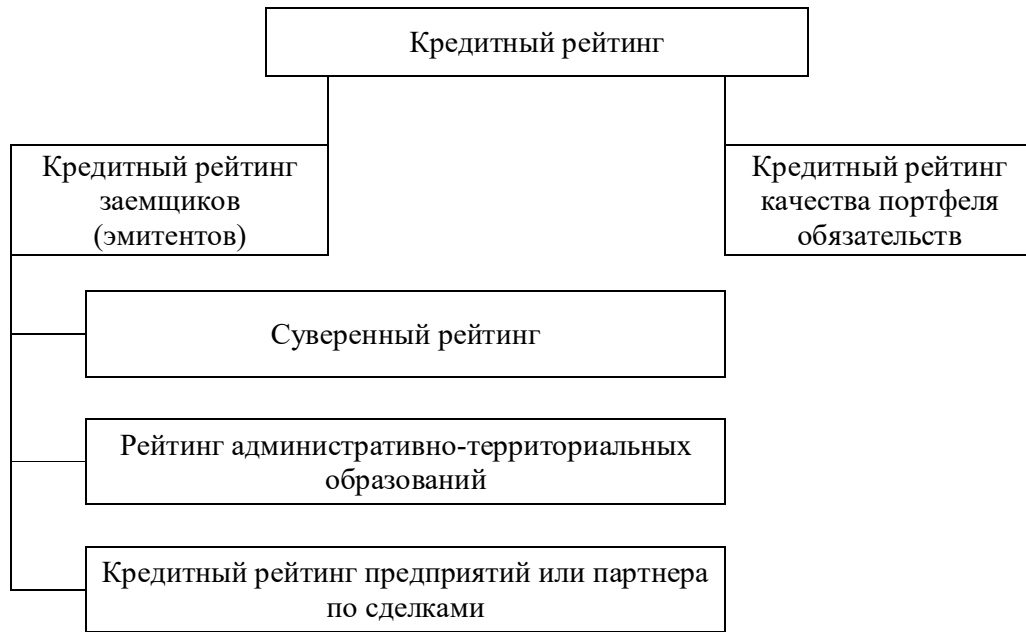 Кредитный рейтинг
Кредитный рейтинг
заемщиков
(эмитентов)
Кредитный рейтинг
качества портфеля
обязательств
Суверенный рейтинг
Рейтинг административно-территориальных
образований
Кредитный рейтинг предприятий или партнера
по сделками